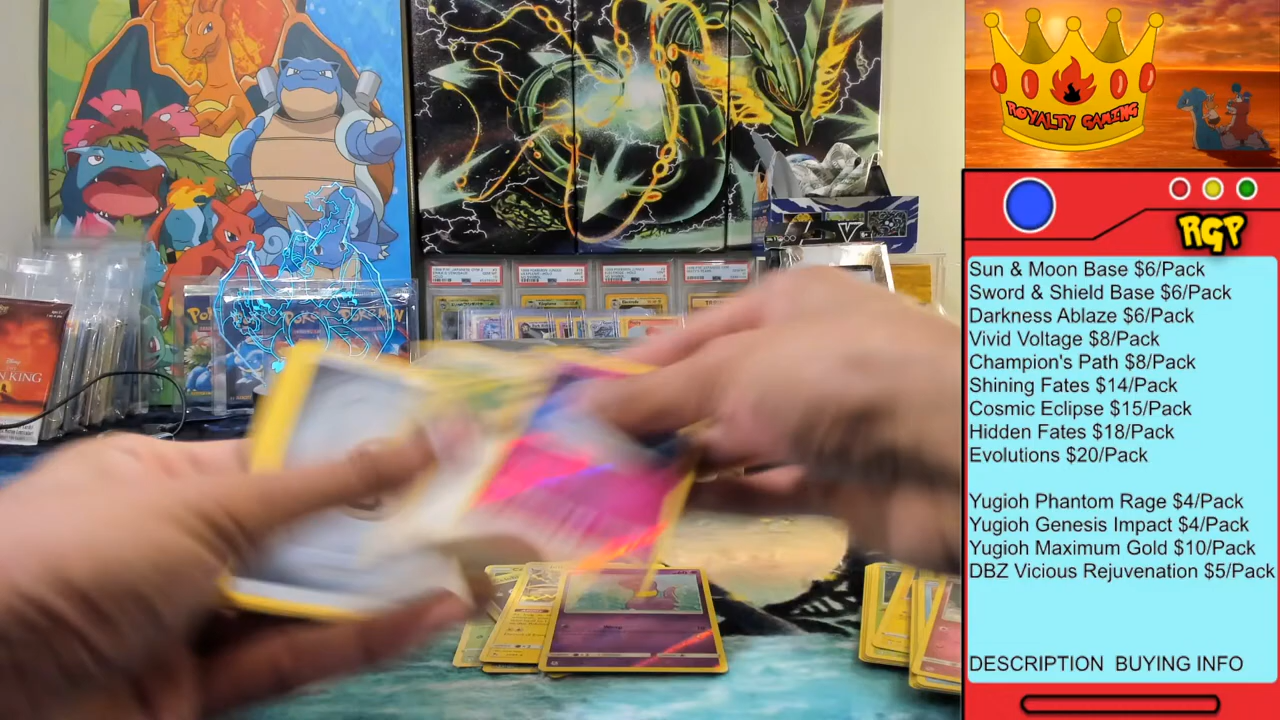 ROYALTY GAMING
RGP
Sun & Moon Base $6/Pack
Sword & Shield Base $6/Pack
Darkness Ablaze $6/Pack
Vivid Voltage $8/Pack
Champion's Path $8/Pack
Shining Fates $14/Pack
Cosmic Eclipse $15/Pack
Hidden Fates $18/Pack
Evolutions $20/Pack
Yugioh Phantom Rage $4/Pack
Yugioh Genesis Impact $4/Pack
Yugioh Maximum Gold $10/Pack
DBZ Vicious Rejuvenation $5/Pack
DESCRIPTION BUYING INFO
KING